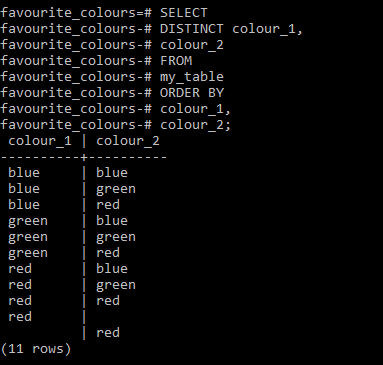 favourite_colours=# SELECT
favourite_colours-# DISTINCT colour_1,
favourite_colours-# colour_2
favourite_colours-# FROM
favourite_colours-# my_table
favourite_colours-# ORDER BY
favourite_colours-# colour_1,
favourite_colours-# colour_2;
 colour_1 | colour_2
----------+----------
 blue     | blue
 blue     | green
 blue     | red
 green    | blue
 green    | green
 green    | red
 red      | blue
 red      | green
 red      | red
 red      |
          | red
(11 rows)